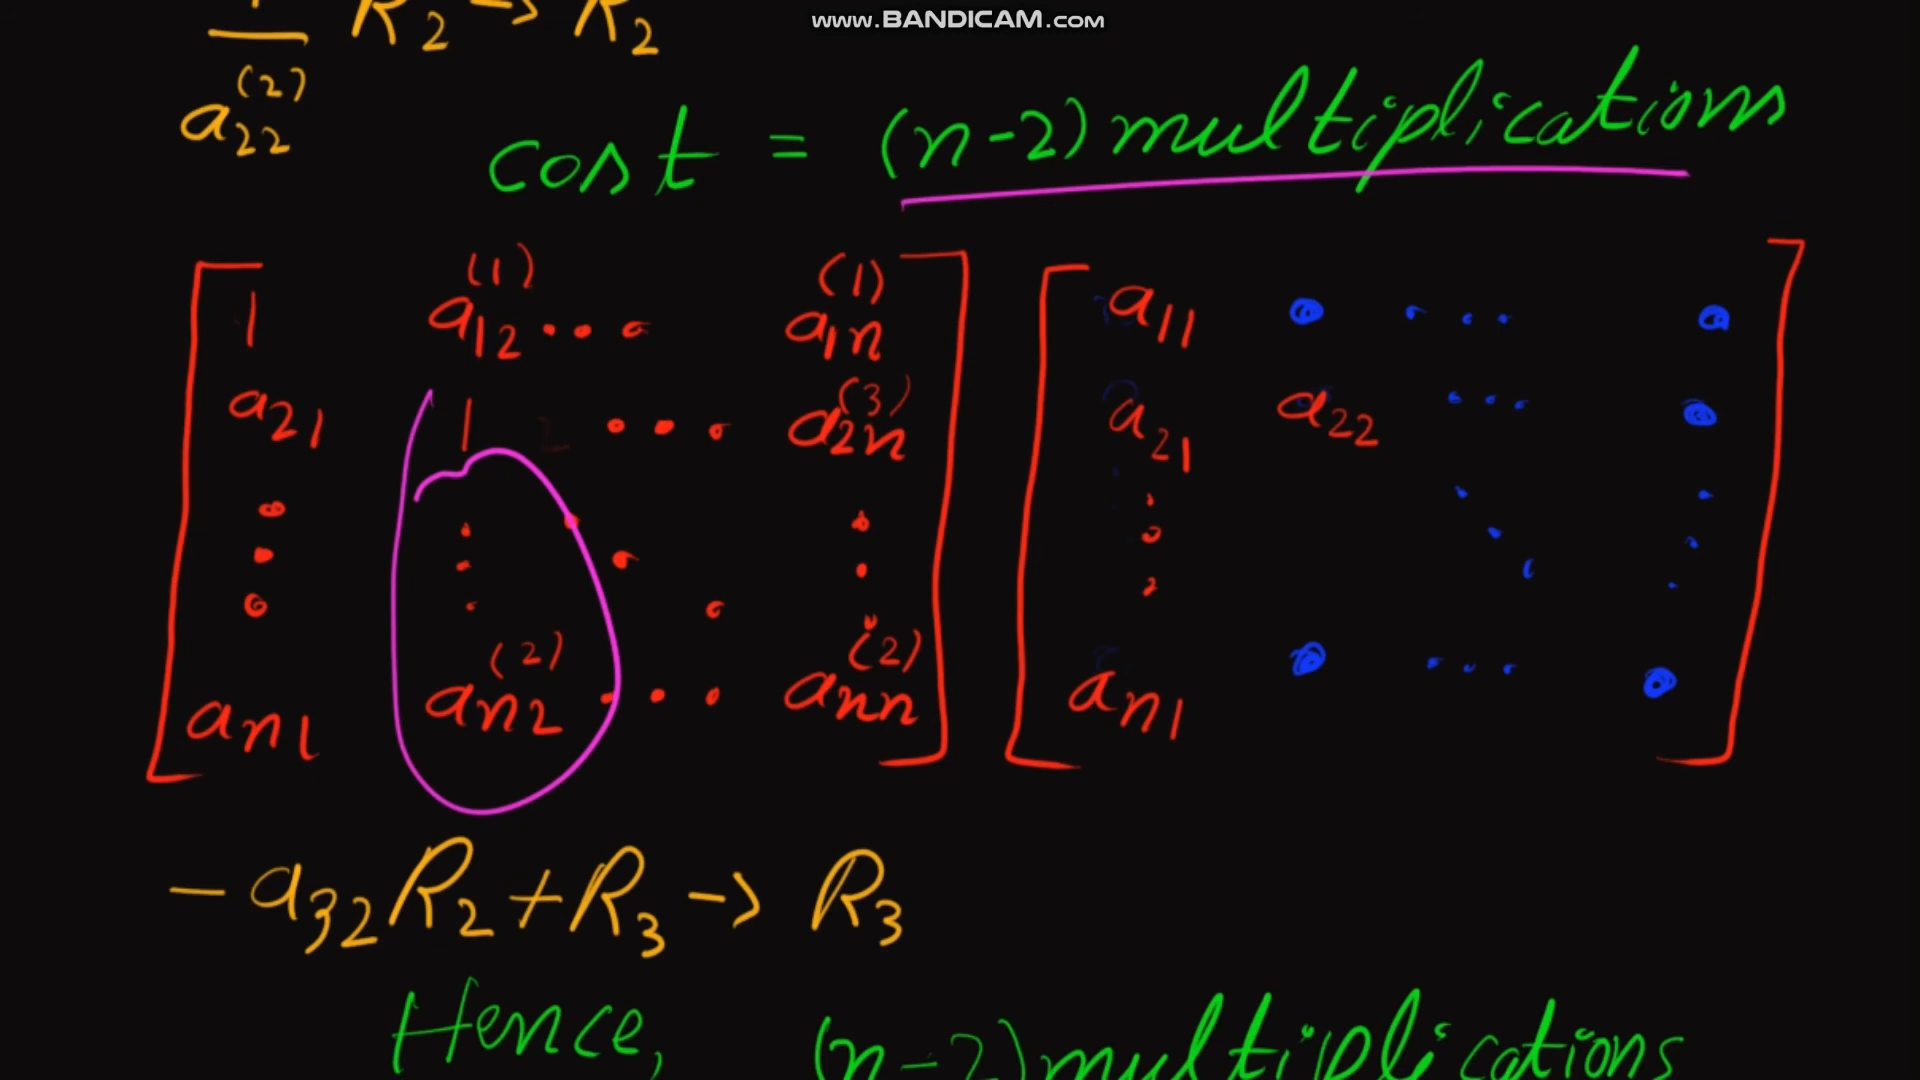 1/a₂₂⁽²⁾ R₂ → R₂
www.BANDICAM.com
cost = (n-2) multiplications
[ 1 a₁₂⁽¹⁾ ... a₁n⁽¹⁾ ] [ a₁₁ • ... • ]
[ a₂₁ 1 ... a₂n⁽³⁾ ] [ a₂₁ a₂₂ ... • ]
[ an₁ an₂⁽²⁾ ... ann⁽²⁾ ] [ an₁ • ... • ]
- a₃₂R₂ + R₃ -> R₃
Hence, (n-2) multiplications